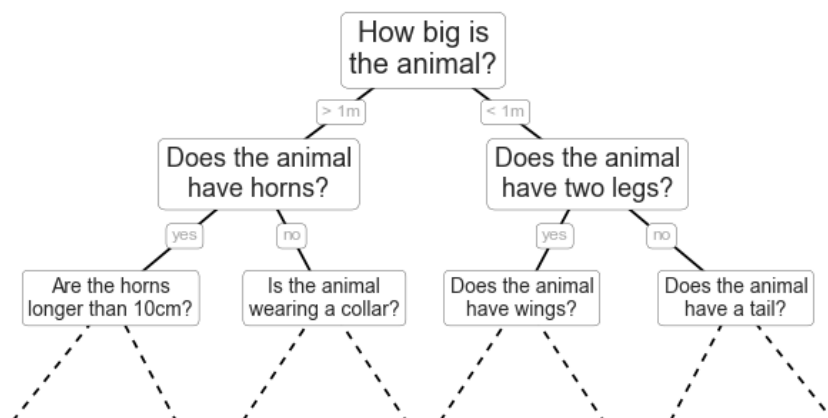 How big is
the animal?
> 1m
< 1m
Does the animal
have horns?
Does the animal
have two legs?
yes
no
yes
no
Are the horns
longer than 10cm?
Is the animal
wearing a collar?
Does the animal
have wings?
Does the animal
have a tail?